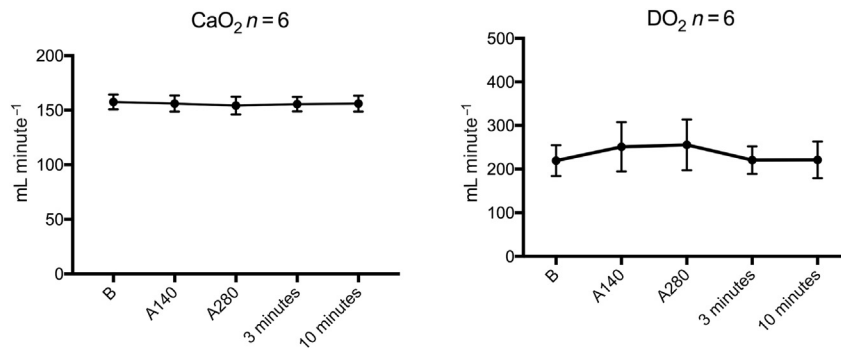 CaO₂ n = 6
200
150
100
50
0
mL minute⁻¹
B
A140
A280
3 minutes
10 minutes
DO₂ n = 6
500
400
300
200
100
0
mL minute⁻¹
B
A140
A280
3 minutes
10 minutes